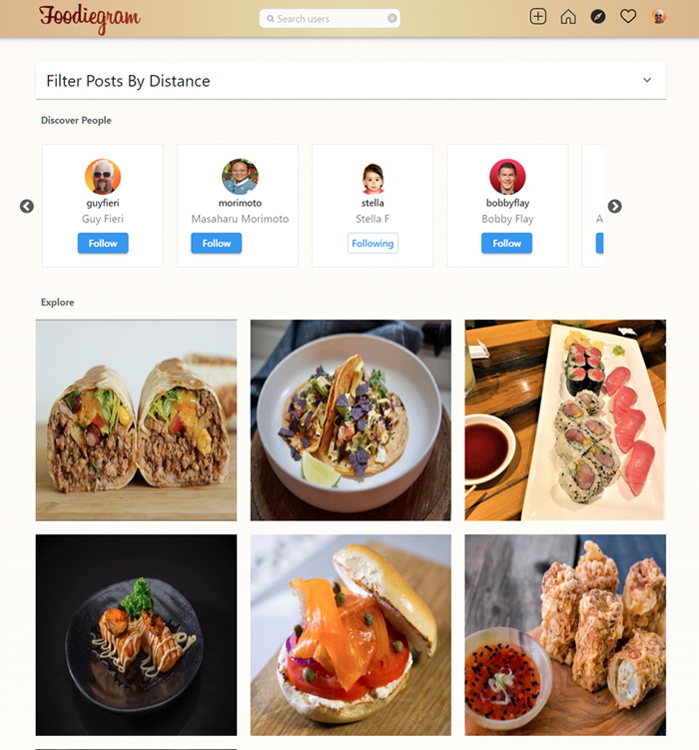 Foodiegram
Search users
Filter Posts By Distance
Discover People
guyfieri
Guy Fieri
Follow
morimoto
Masaharu Morimoto
Follow
stella
Stella F
Following
bobbyflay
Bobby Flay
Follow
A
Explore